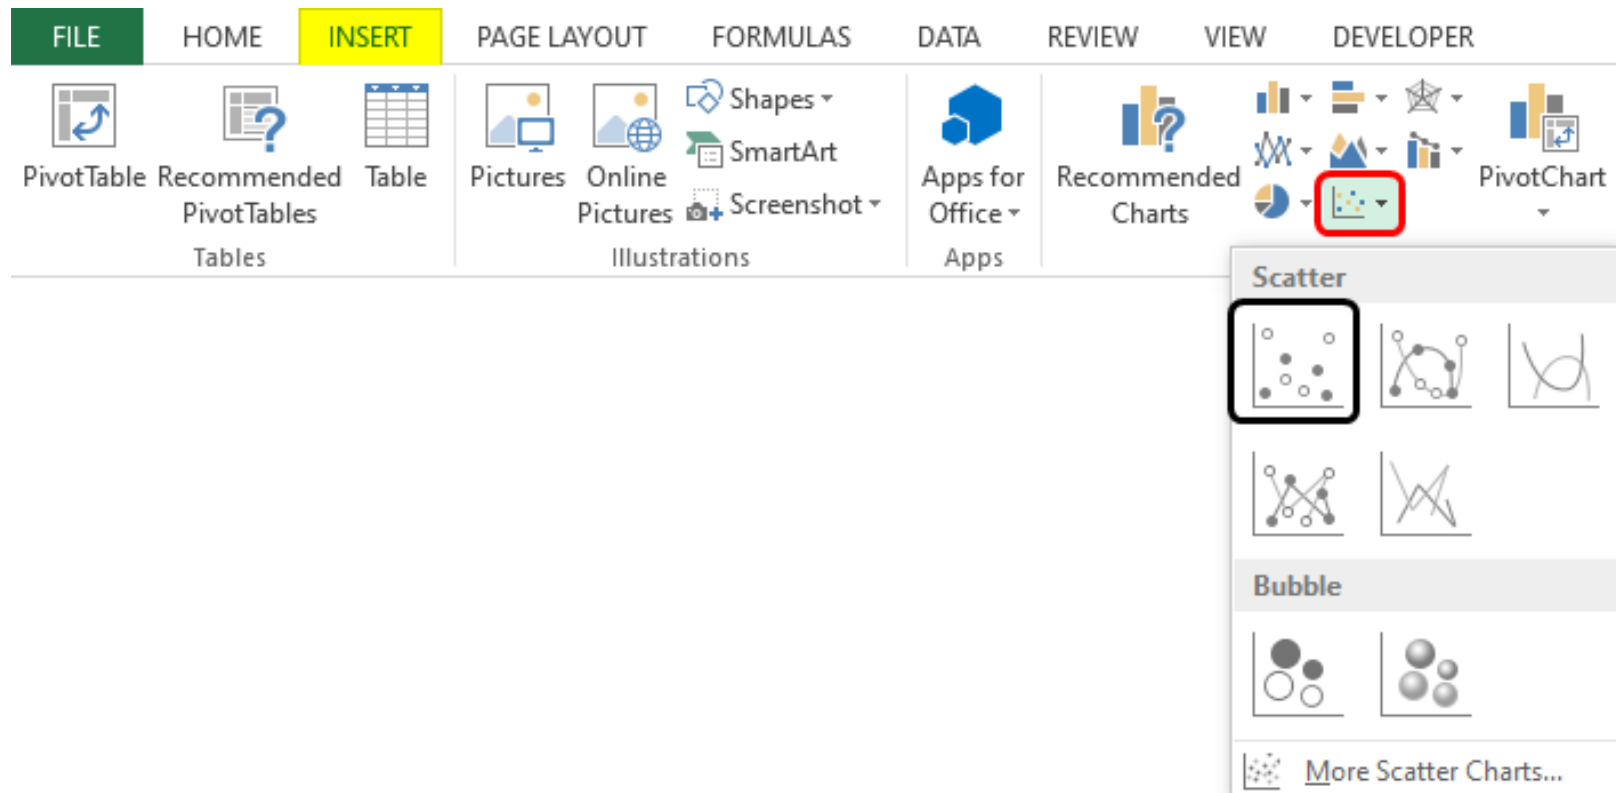 FILE HOME INSERT PAGE LAYOUT FORMULAS DATA REVIEW VIEW DEVELOPER
PivotTable
Recommended
PivotTables
Table
Tables
Pictures
Online
Pictures
Shapes
SmartArt
Screenshot
Illustrations
Apps for
Office
Apps
Recommended
Charts
PivotChart
Scatter
Bubble
More Scatter Charts...